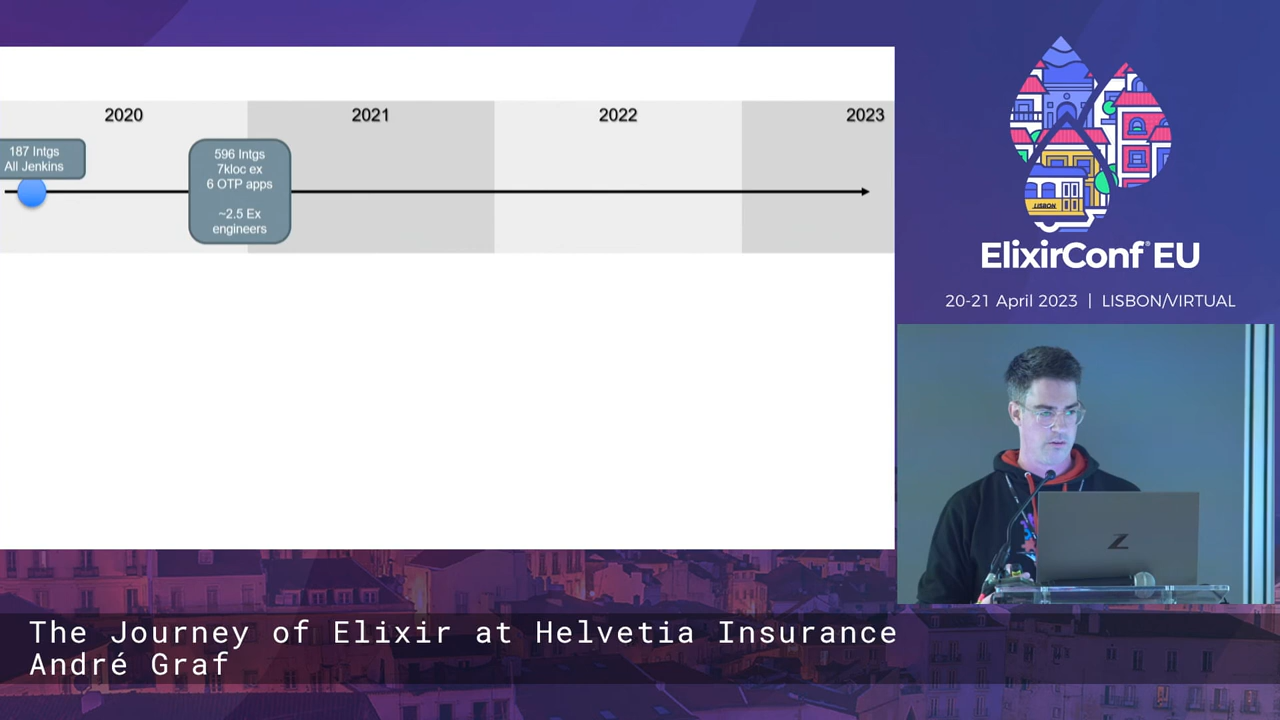 2020
2021
2022
2023
187 Intgs
All Jenkins
596 Intgs
7kloc ex
6 OTP apps
~2.5 Ex
engineers
LISBON
ElixirConf® EU
20-21 April 2023 | LISBON/VIRTUAL
The Journey of Elixir at Helvetia Insurance
André Graf